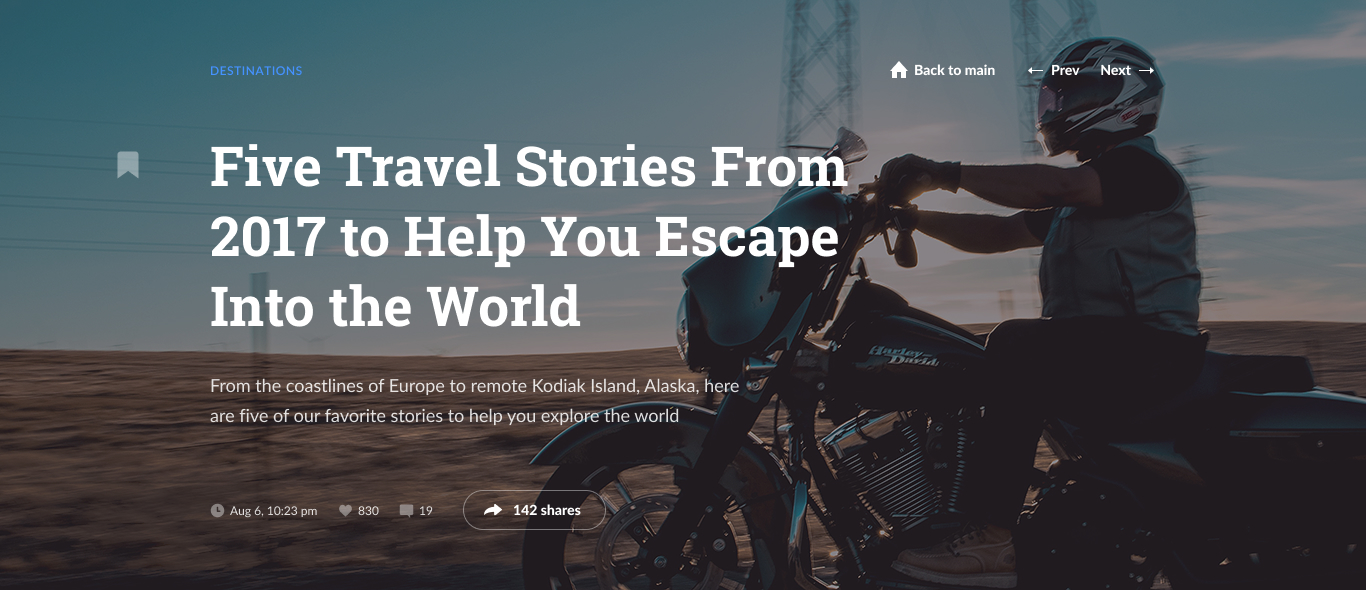 DESTINATIONS
Back to main
Prev
Next
Five Travel Stories From
2017 to Help You Escape
Into the World
Harley-
Davidson
From the coastlines of Europe to remote Kodiak Island, Alaska, here
are five of our favorite stories to help you explore the world
Aug 6, 10:23 pm
830
19
142 shares